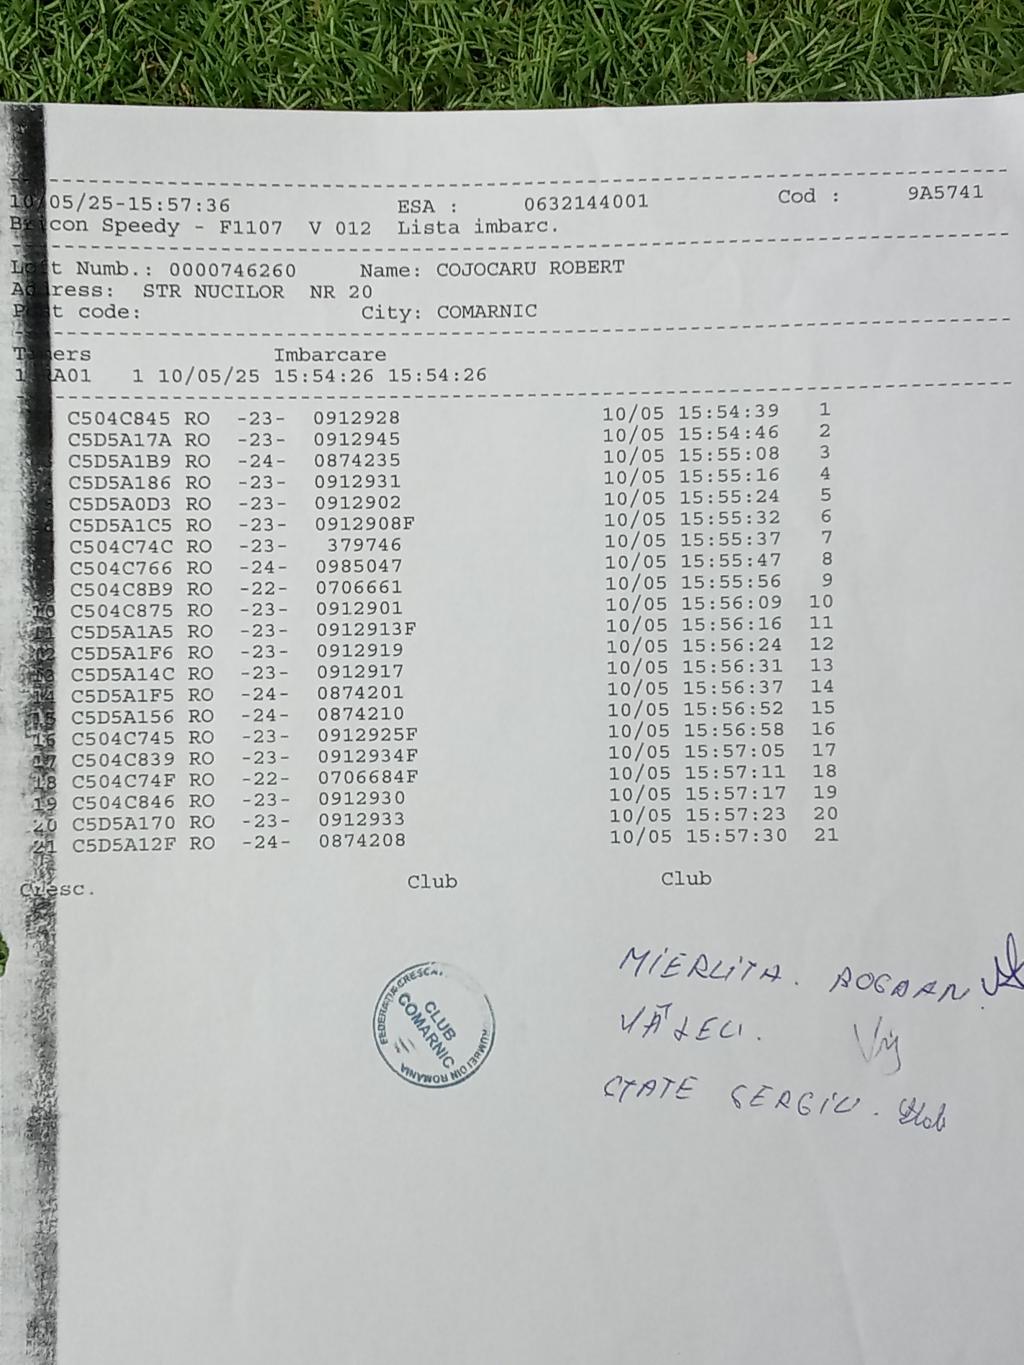 10/05/25-15:57:36 ESA : 0632144001 Cod : 9A5741
Bricon Speedy - F1107 V 012 Lista imbarc.
Loft Numb.: 0000746260 Name: COJOCARU ROBERT
Address: STR NUCILOR NR 20
Post code: City: COMARNIC
Imbarcare
A01 1 10/05/25 15:54:26 15:54:26
C504C845 RO -23- 0912928 10/05 15:54:39 1
C5D5A17A RO -23- 0912945 10/05 15:54:46 2
C5D5A1B9 RO -24- 0874235 10/05 15:55:08 3
C5D5A186 RO -23- 0912931 10/05 15:55:16 4
C5D5A0D3 RO -23- 0912902 10/05 15:55:24 5
C5D5A1C5 RO -23- 0912908F 10/05 15:55:32 6
C504C74C RO -23- 379746 10/05 15:55:37 7
C504C766 RO -24- 0985047 10/05 15:55:47 8
9 C504C8B9 RO -22- 0706661 10/05 15:55:56 9
10 C504C875 RO -23- 0912901 10/05 15:56:09 10
11 C5D5A1A5 RO -23- 0912913F 10/05 15:56:16 11
12 C5D5A1F6 RO -23- 0912919 10/05 15:56:24 12
13 C5D5A14C RO -23- 0912917 10/05 15:56:31 13
14 C5D5A1F5 RO -24- 0874201 10/05 15:56:37 14
15 C5D5A156 RO -24- 0874210 10/05 15:56:52 15
16 C504C745 RO -23- 0912925F 10/05 15:56:58 16
17 C504C839 RO -23- 0912934F 10/05 15:57:05 17
18 C504C74F RO -22- 0706684F 10/05 15:57:11 18
19 C504C846 RO -23- 0912930 10/05 15:57:17 19
20 C5D5A170 RO -23- 0912933 10/05 15:57:23 20
21 C5D5A12F RO -24- 0874208 10/05 15:57:30 21
Cresc. Club Club
MIERLITA. BOGDAN.
STATE SERGIU.
CLUB
COMARNIC
DIN ROMANIA